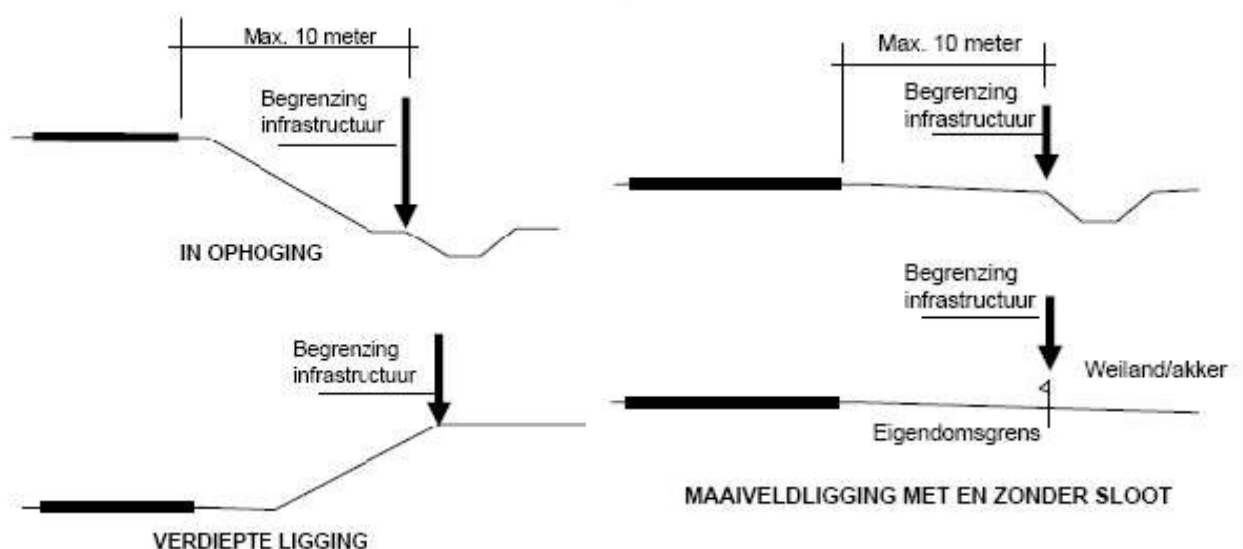 Max. 10 meter
Begrenzing
infrastructuur
IN OPHOGING
Begrenzing
infrastructuur
VERDIEPTE LIGGING
Max. 10 meter
Begrenzing
infrastructuur
Begrenzing
infrastructuur
Weiland/akker
Eigendomsgrens
MAAIVELDLIGGING MET EN ZONDER SLOOT